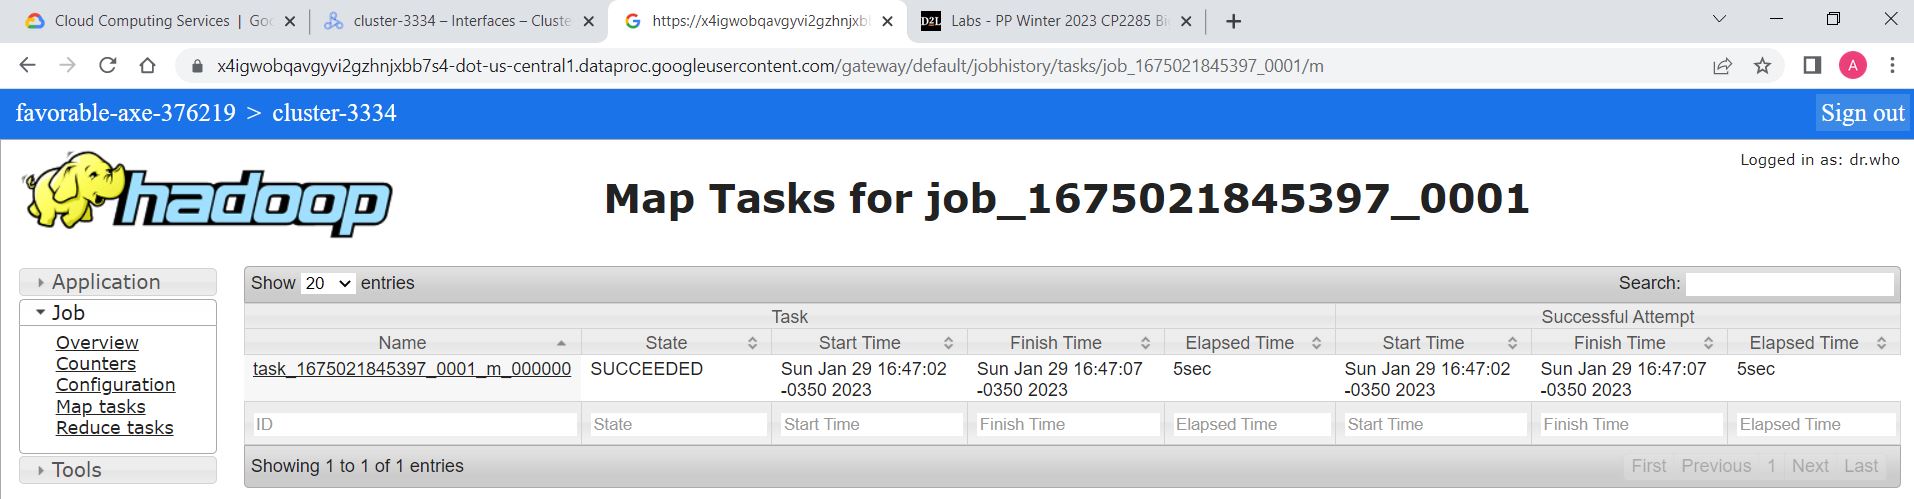 Cloud Computing Services | Goo
cluster-3334 – Interfaces – Cluste
https://x4igwobqavgyvi2gzhnjxbb
D2L Labs - PP Winter 2023 CP2285 Bi
x4igwobqavgyvi2gzhnjxbb7s4-dot-us-central1.dataproc.googleusercontent.com/gateway/default/jobhistory/tasks/job_1675021845397_0001/m
A
favorable-axe-376219 > cluster-3334
Sign out
Logged in as: dr.who
hadoop
Map Tasks for job_1675021845397_0001
Application
Job
Overview
Counters
Configuration
Map tasks
Reduce tasks
Tools
Show 20 entries
Search:
Task Successful Attempt
Name State Start Time Finish Time Elapsed Time Start Time Finish Time Elapsed Time
task_1675021845397_0001_m_000000 SUCCEEDED Sun Jan 29 16:47:02 Sun Jan 29 16:47:07 5sec Sun Jan 29 16:47:02 Sun Jan 29 16:47:07 5sec
-0350 2023 -0350 2023 -0350 2023 -0350 2023
ID State Start Time Finish Time Elapsed Time Start Time Finish Time Elapsed Time
Showing 1 to 1 of 1 entries
First Previous 1 Next Last